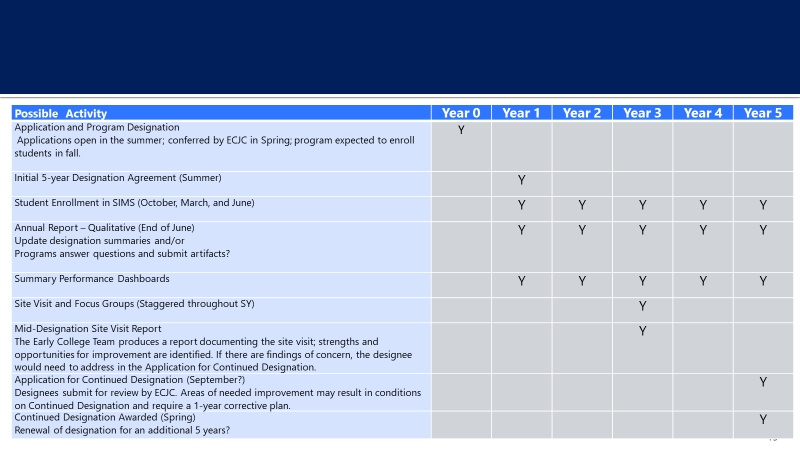 Possible Activity Year 0 Year 1 Year 2 Year 3 Year 4 Year 5
Application and Program Designation Y
Applications open in the summer; conferred by ECJC in Spring; program expected to enroll
students in fall.
Initial 5-year Designation Agreement (Summer) Y
Student Enrollment in SIMS (October, March, and June) Y Y Y Y Y
Annual Report – Qualitative (End of June) Y Y Y Y Y
Update designation summaries and/or
Programs answer questions and submit artifacts?
Summary Performance Dashboards Y Y Y Y Y
Site Visit and Focus Groups (Staggered throughout SY) Y
Mid-Designation Site Visit Report Y
The Early College Team produces a report documenting the site visit; strengths and
opportunities for improvement are identified. If there are findings of concern, the designee
would need to address in the Application for Continued Designation.
Application for Continued Designation (September?) Y
Designees submit for review by ECJC. Areas of needed improvement may result in conditions
on Continued Designation and require a 1-year corrective plan.
Continued Designation Awarded (Spring) Y
Renewal of designation for an additional 5 years?